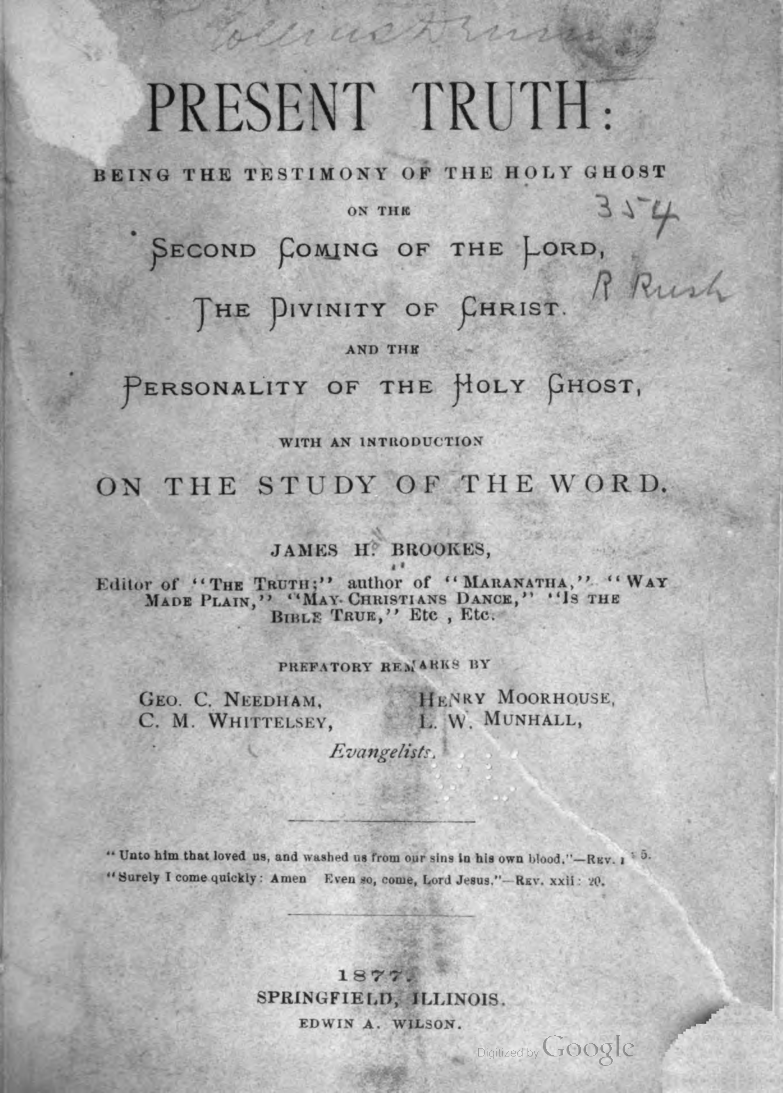 PRESENT TRUTH:
BEING THE TESTIMONY OF THE HOLY GHOST
ON THE
354
SECOND COMING OF THE LORD,
R Rush
THE DIVINITY OF CHRIST.
AND THE
PERSONALITY OF THE HOLY GHOST,
WITH AN INTRODUCTION
ON THE STUDY OF THE WORD.
JAMES H. BROOKES,
Editor of "THE TRUTH;" author of "MARANATHA," "WAY
MADE PLAIN," "MAY CHRISTIANS DANCE," "IS THE
BIBLE TRUE," Etc , Etc.
PREFATORY REMARKS BY
GEO. C. NEEDHAM, HENRY MOORHOUSE,
C. M. WHITTELSEY, L. W. MUNHALL,
Evangelists.
"Unto him that loved us, and washed us from our sins in his own blood."—REV. 1 : 5.
"Surely I come quickly: Amen Even so, come, Lord Jesus."—REV. xxii: 20.
1877.
SPRINGFIELD, ILLINOIS.
EDWIN A. WILSON.
Digitized by Google